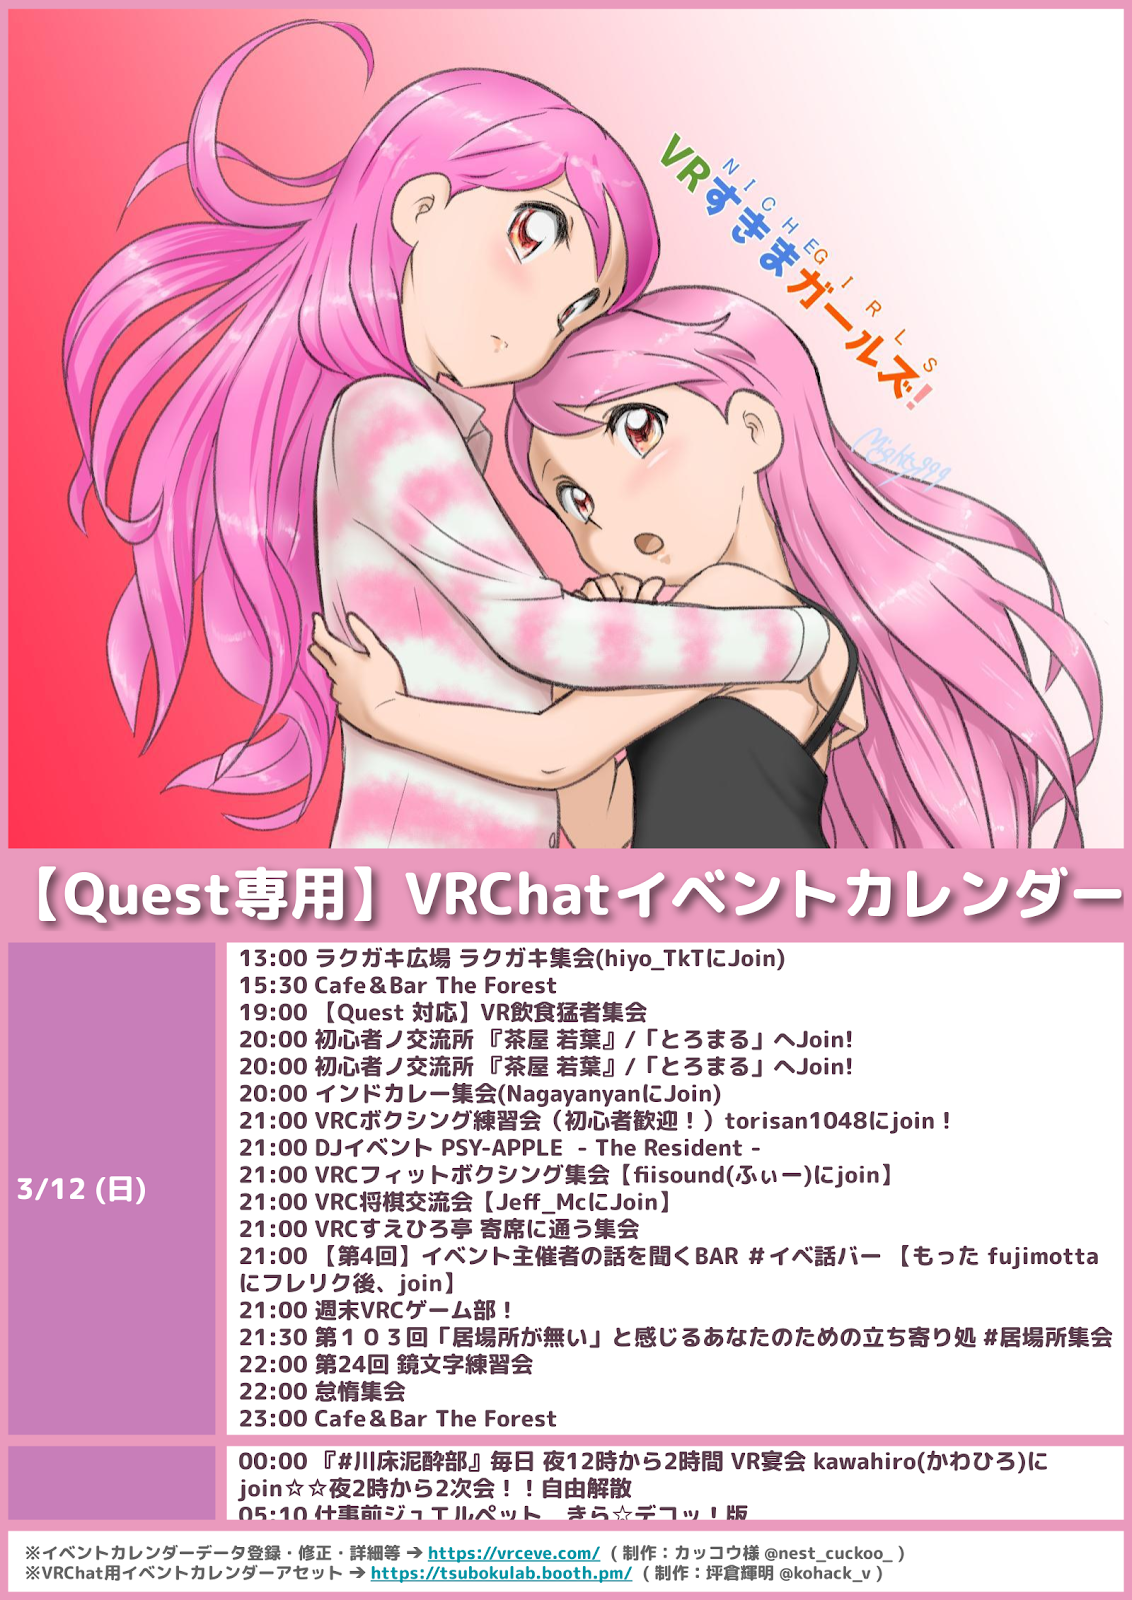 NICHE GIRLS
VRすきまガールズ!
Mighty999
【Quest専用】VRChatイベントカレンダー
3/12 (日)
13:00 ラクガキ広場 ラクガキ集会(hiyo_TkTにJoin)
15:30 Cafe&Bar The Forest
19:00 【Quest 対応】VR飲食猛者集会
20:00 初心者ノ交流所 『茶屋 若葉』/「とろまる」へJoin!
20:00 初心者ノ交流所 『茶屋 若葉』/「とろまる」へJoin!
20:00 インドカレー集会(NagayanyanにJoin)
21:00 VRCボクシング練習会（初心者歓迎！）torisan1048にjoin！
21:00 DJイベント PSY-APPLE - The Resident -
21:00 VRCフィットボクシング集会【fiisound(ふぃー)にjoin】
21:00 VRC将棋交流会【Jeff_McにJoin】
21:00 VRCすえひろ亭 寄席に通う集会
21:00 【第4回】イベント主催者の話を聞くBAR ＃イベ話バー 【もった fujimotta
にフレリク後、join】
21:00 週末VRCゲーム部！
21:30 第１０３回「居場所が無い」と感じるあなたのための立ち寄り処 #居場所集会
22:00 第24回 鏡文字練習会
22:00 怠惰集会
23:00 Cafe&Bar The Forest
00:00 『#川床泥酔部』毎日 夜12時から2時間 VR宴会 kawahiro(かわひろ)に
join☆☆夜2時から2次会！！自由解散
05:10 仕事前ジュエルペット きら☆デコッ！版
※イベントカレンダーデータ登録・修正・詳細等 ➔ https://vrceve.com/ ( 制作：カッコウ様 @nest_cuckoo_ )
※VRChat用イベントカレンダーアセット ➔ https://tsubokulab.booth.pm/ ( 制作：坪倉輝明 @kohack_v )